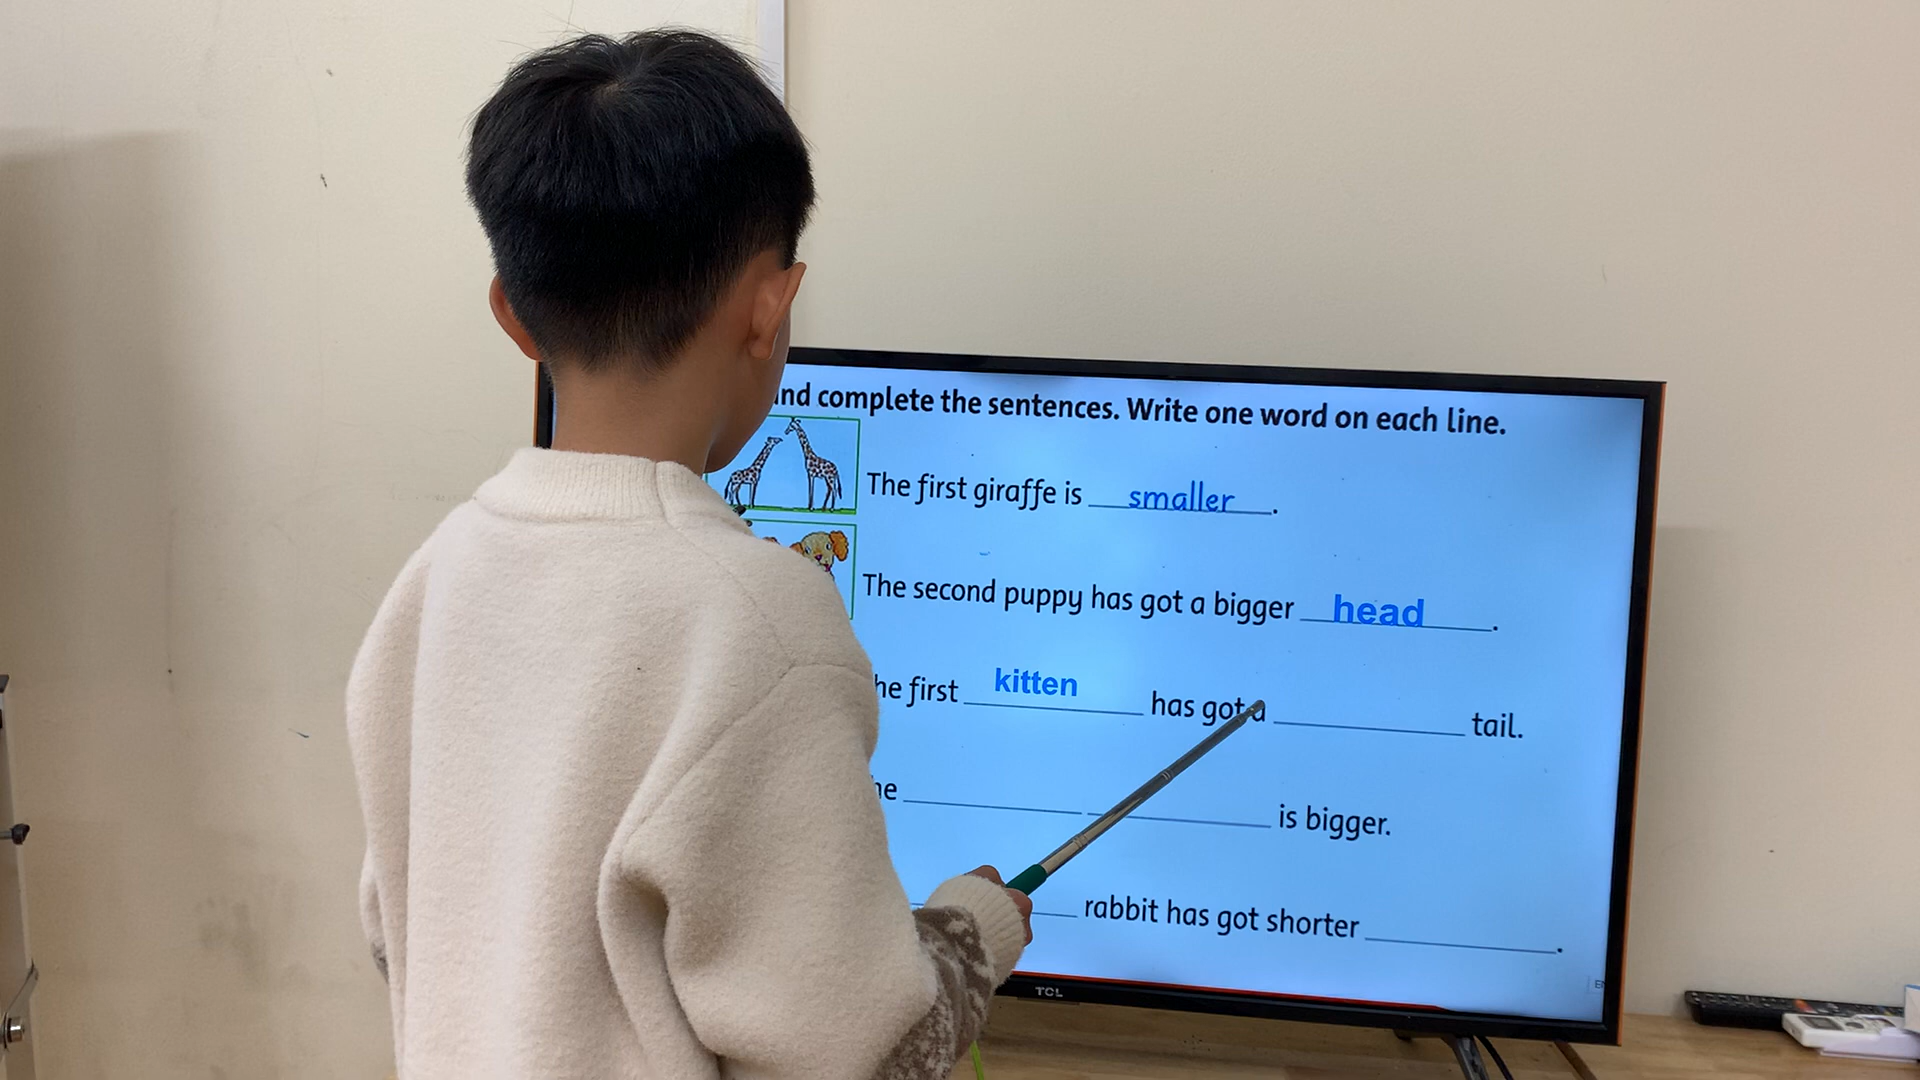 and complete the sentences. Write one word on each line.
The first giraffe is smaller.
The second puppy has got a bigger head.
he first kitten has got a tail.
he is bigger.
rabbit has got shorter .
TCL